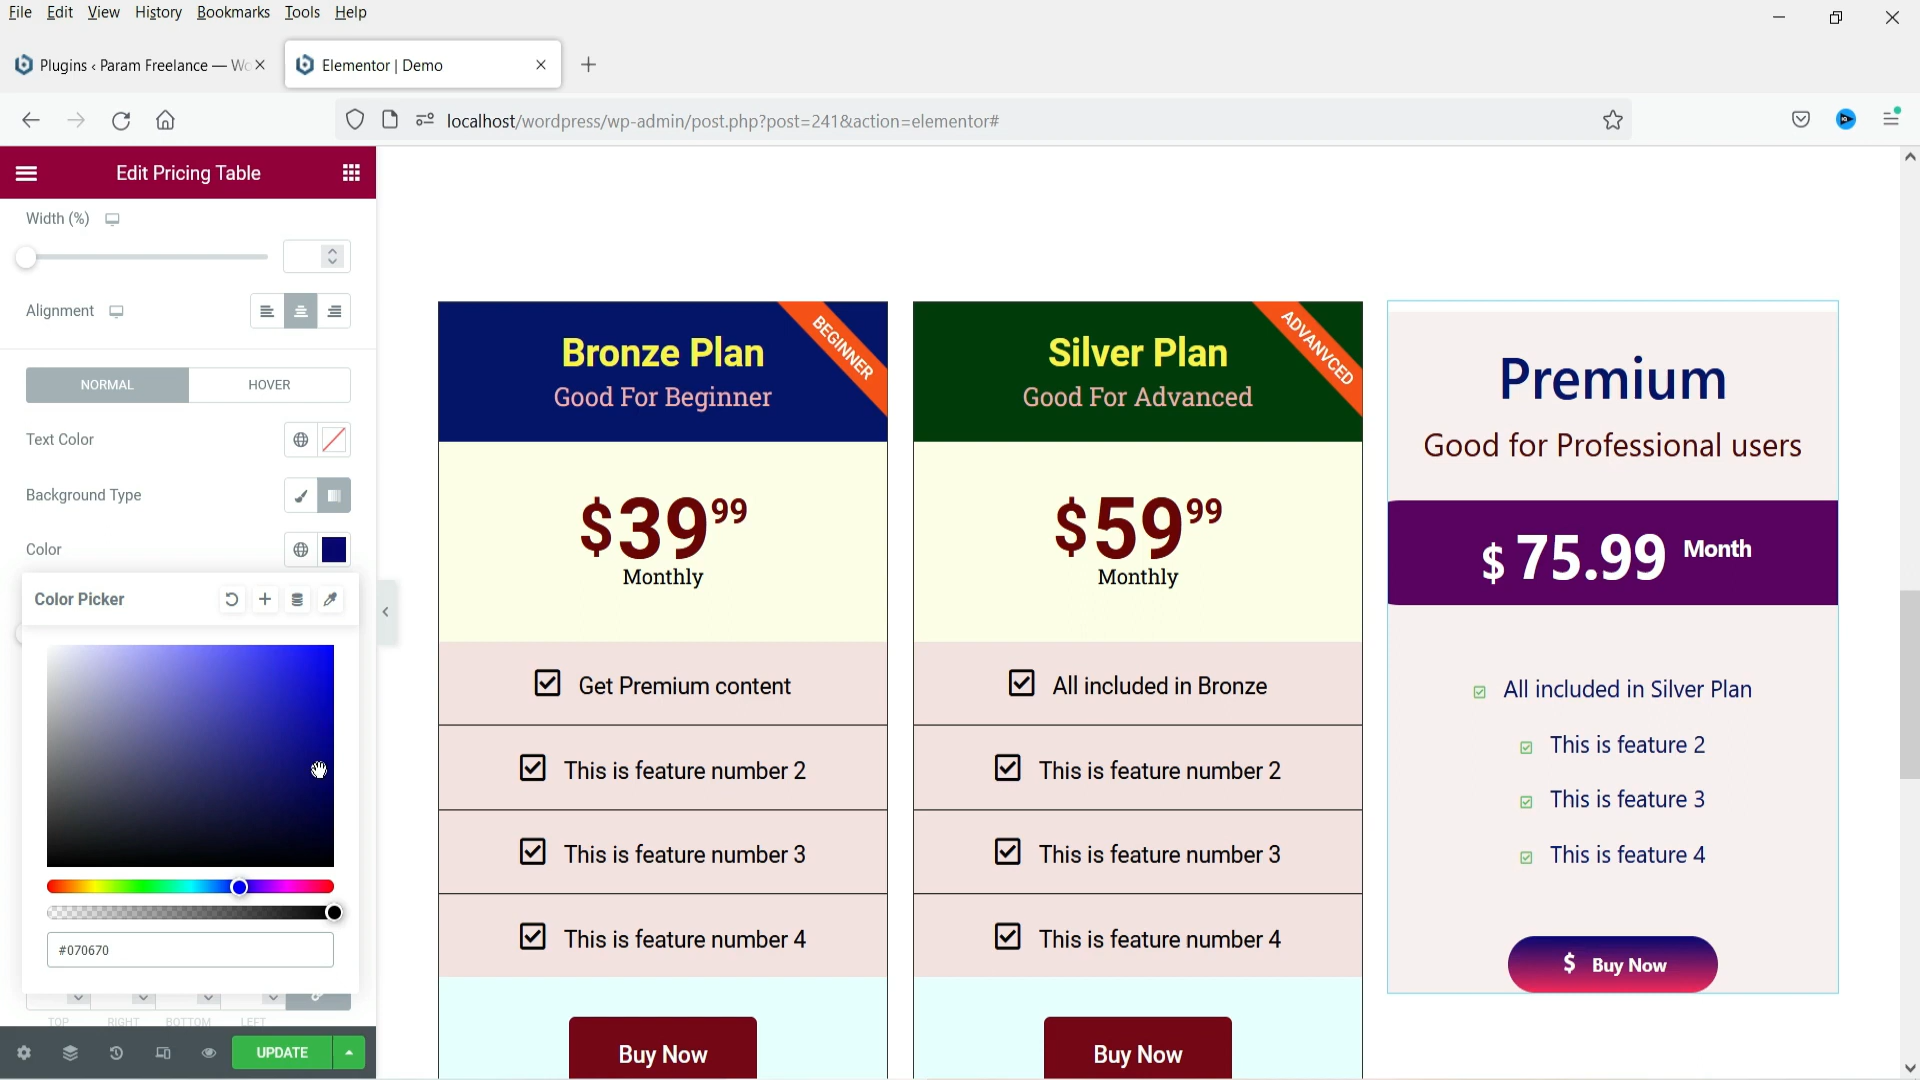 File Edit View History Bookmarks Tools Help
Plugins ‹ Param Freelance — Wo
Elementor | Demo
localhost/wordpress/wp-admin/post.php?post=241&action=elementor#
Edit Pricing Table
Width (%)
Alignment
NORMAL HOVER
Text Color
Background Type
Color
Color Picker
#070670
TOP RIGHT BOTTOM LEFT
UPDATE
BEGINNER
Bronze Plan
Good For Beginner
$39 99
Monthly
Get Premium content
This is feature number 2
This is feature number 3
This is feature number 4
Buy Now
ADVANVCED
Silver Plan
Good For Advanced
$59 99
Monthly
All included in Bronze
This is feature number 2
This is feature number 3
This is feature number 4
Buy Now
Premium
Good for Professional users
$ 75.99 Month
All included in Silver Plan
This is feature 2
This is feature 3
This is feature 4
$ Buy Now